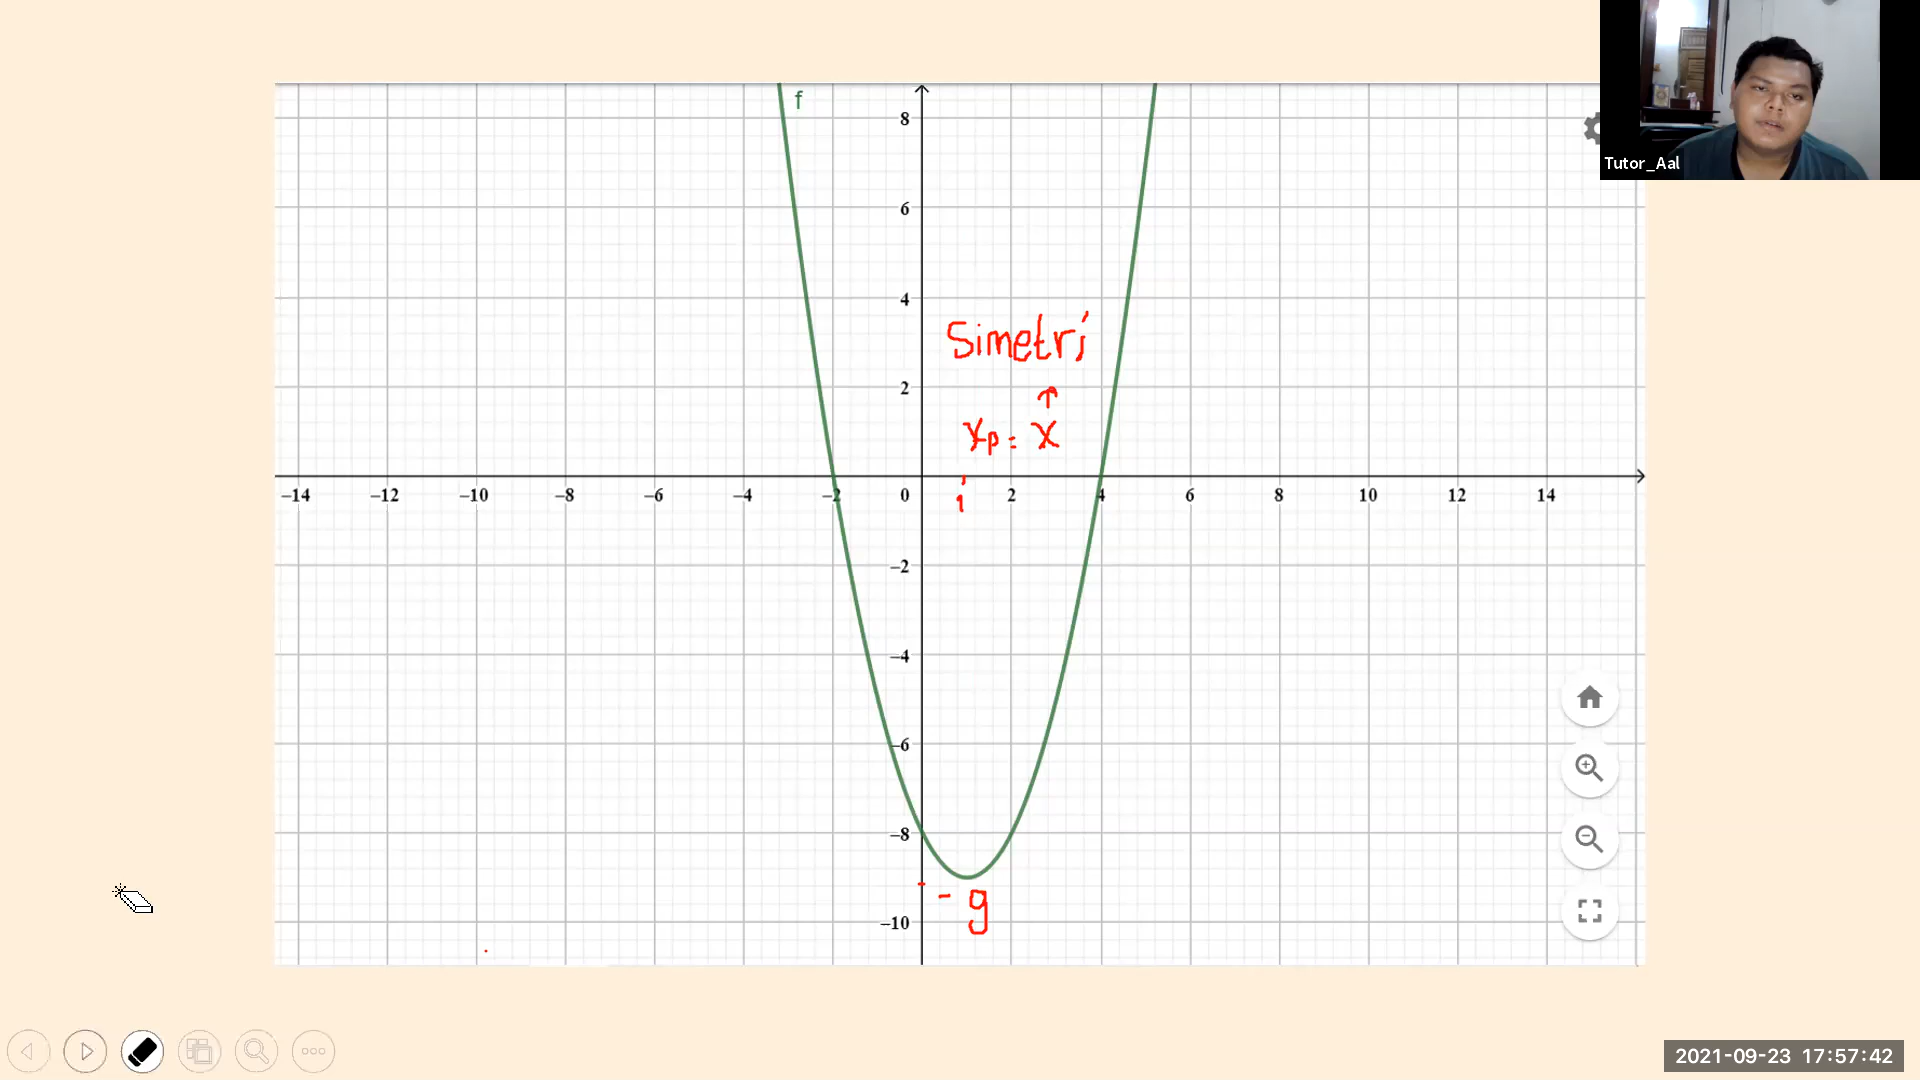 f
Tutor_Aal
8
6
4
Simetri
2
↑
xp = x
–14 –12 –10 –8 –6 –4 –2 0 2 4 6 8 10 12 14
1
–2
–4
–6
–8
- 9
–10
2021-09-23 17:57:42